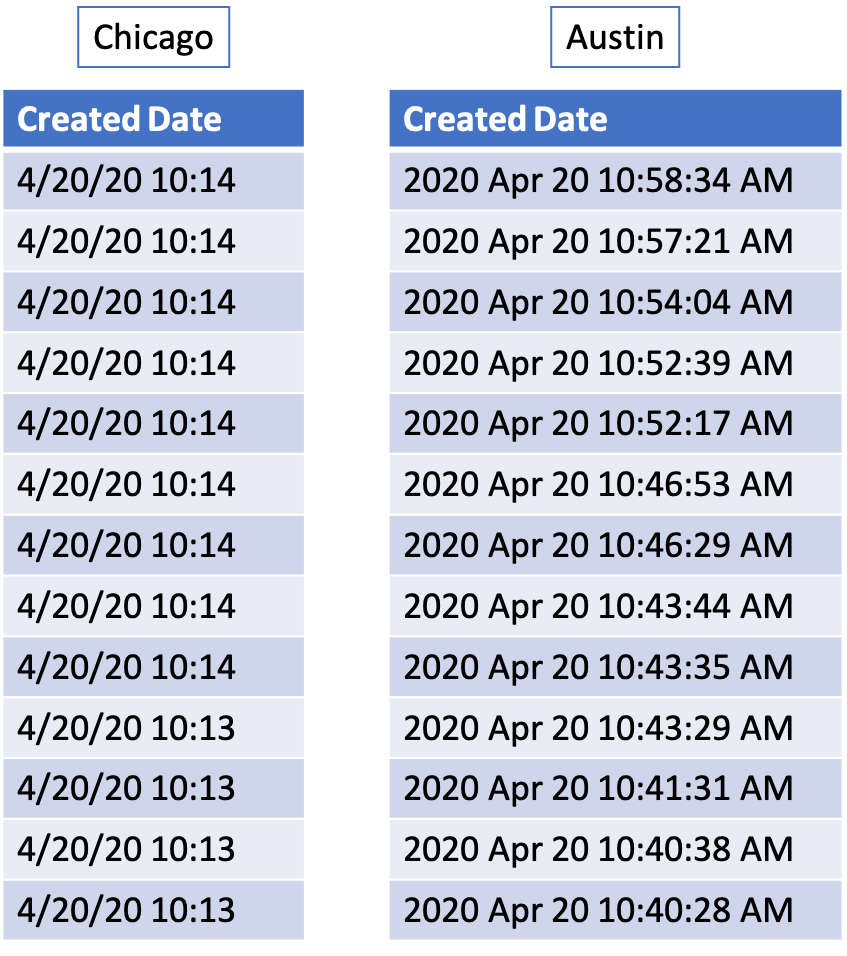 Chicago
Austin
Created Date
Created Date
4/20/20 10:14
2020 Apr 20 10:58:34 AM
4/20/20 10:14
2020 Apr 20 10:57:21 AM
4/20/20 10:14
2020 Apr 20 10:54:04 AM
4/20/20 10:14
2020 Apr 20 10:52:39 AM
4/20/20 10:14
2020 Apr 20 10:52:17 AM
4/20/20 10:14
2020 Apr 20 10:46:53 AM
4/20/20 10:14
2020 Apr 20 10:46:29 AM
4/20/20 10:14
2020 Apr 20 10:43:44 AM
4/20/20 10:14
2020 Apr 20 10:43:35 AM
4/20/20 10:13
2020 Apr 20 10:43:29 AM
4/20/20 10:13
2020 Apr 20 10:41:31 AM
4/20/20 10:13
2020 Apr 20 10:40:38 AM
4/20/20 10:13
2020 Apr 20 10:40:28 AM